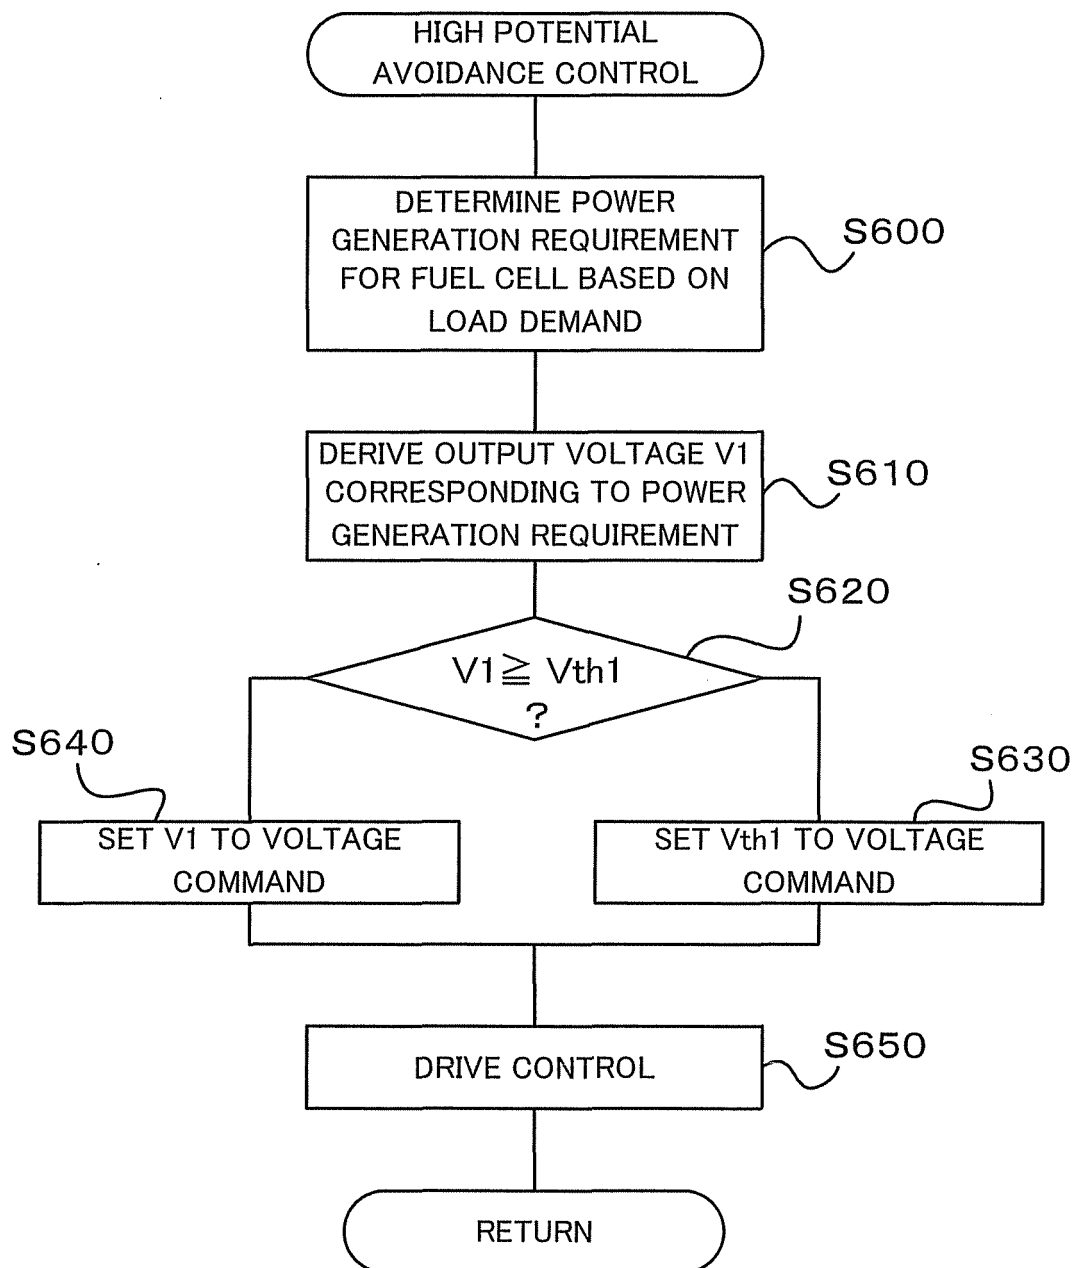 HIGH POTENTIAL
AVOIDANCE CONTROL
DETERMINE POWER
GENERATION REQUIREMENT
FOR FUEL CELL BASED ON
LOAD DEMAND
S600
DERIVE OUTPUT VOLTAGE V1
CORRESPONDING TO POWER
GENERATION REQUIREMENT
S610
S620
V1≧ Vth1
?
S640
S630
SET V1 TO VOLTAGE
COMMAND
SET Vth1 TO VOLTAGE
COMMAND
DRIVE CONTROL
S650
RETURN